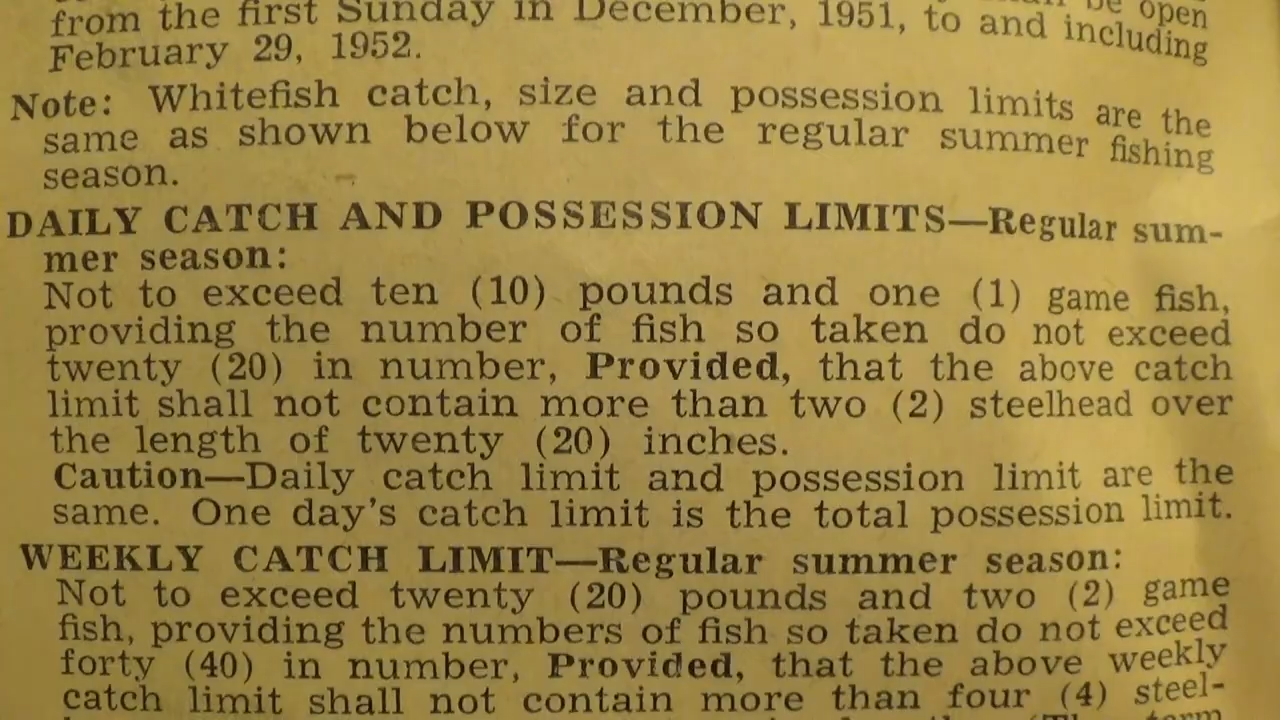 be open
from the first Sunday in December, 1951, to and including
February 29, 1952.
Note: Whitefish catch, size and possession limits are the
same as shown below for the regular summer fishing
season.
DAILY CATCH AND POSSESSION LIMITS—Regular sum-
mer season:
Not to exceed ten (10) pounds and one (1) game fish,
providing the number of fish so taken do not exceed
twenty (20) in number, Provided, that the above catch
limit shall not contain more than two (2) steelhead over
the length of twenty (20) inches.
Caution—Daily catch limit and possession limit are the
same. One day's catch limit is the total possession limit.
WEEKLY CATCH LIMIT—Regular summer season:
Not to exceed twenty (20) pounds and two (2) game
fish, providing the numbers of fish so taken do not exceed
forty (40) in number, Provided, that the above weekly
catch limit shall not contain more than four (4) steel-